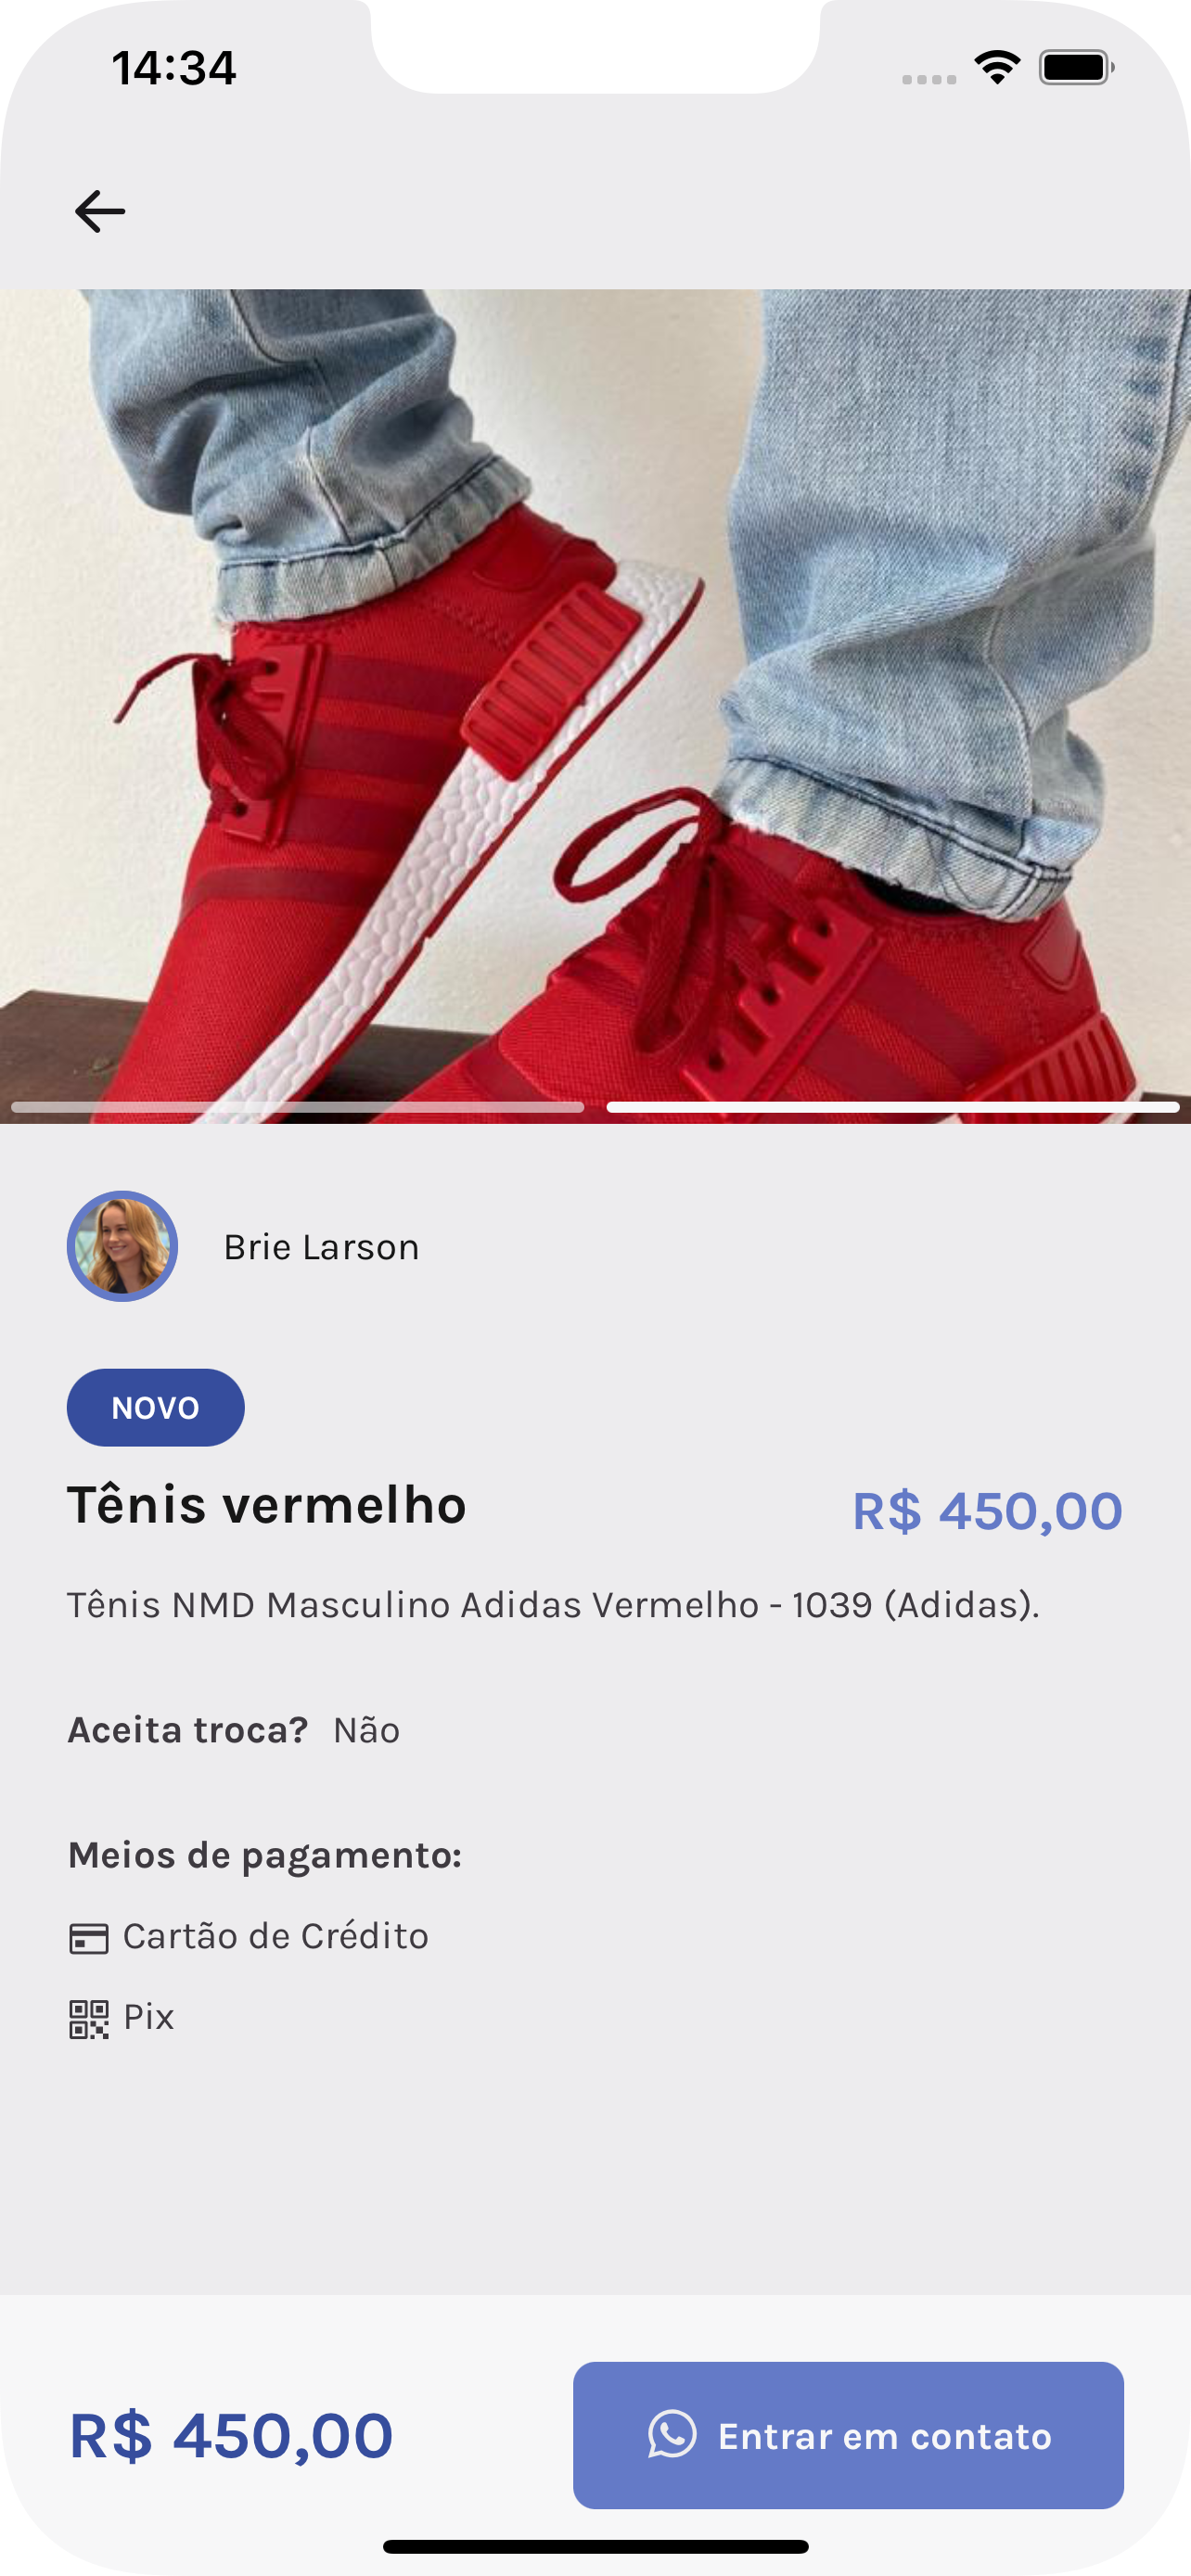 14:34
Brie Larson
NOVO
Tênis vermelho
R$ 450,00
Tênis NMD Masculino Adidas Vermelho - 1039 (Adidas).
Aceita troca? Não
Meios de pagamento:
Cartão de Crédito
Pix
R$ 450,00
Entrar em contato